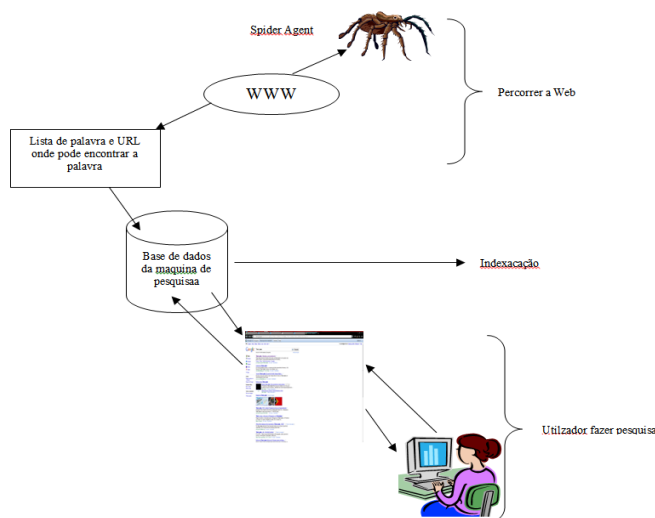 Spider Agent
WWW
Percorrer a Web
Lista de palavra e URL
onde pode encontrar a
palavra
Base de dados
da maquina de
pesquisaa
Indexacação
Utilzador fazer pesquisa